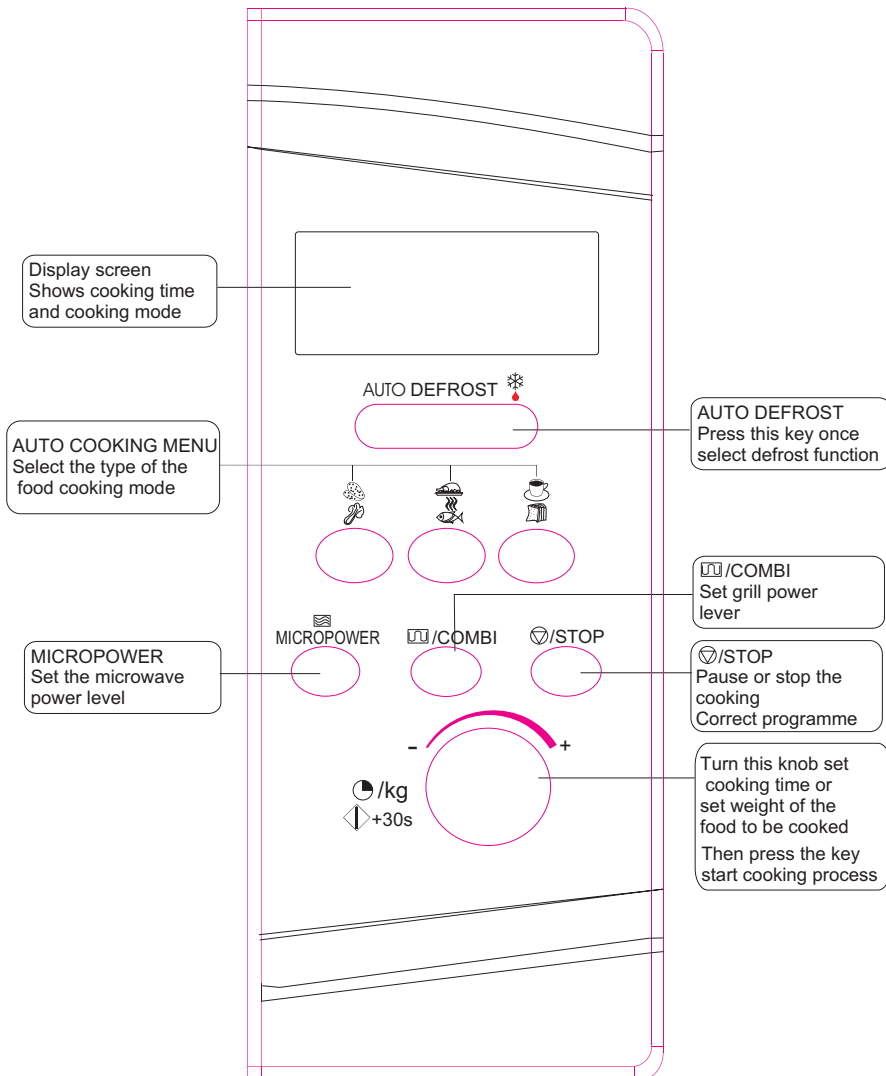 Display screen
Shows cooking time
and cooking mode
AUTO DEFROST
AUTO DEFROST
Press this key once
select defrost function
AUTO COOKING MENU
Select the type of the
food cooking mode
/COMBI
Set grill power
lever
MICROPOWER
/COMBI
/STOP
MICROPOWER
Set the microwave
power level
/STOP
Pause or stop the
cooking
Correct programme
- +
/kg
+30s
Turn this knob set
cooking time or
set weight of the
food to be cooked
Then press the key
start cooking process